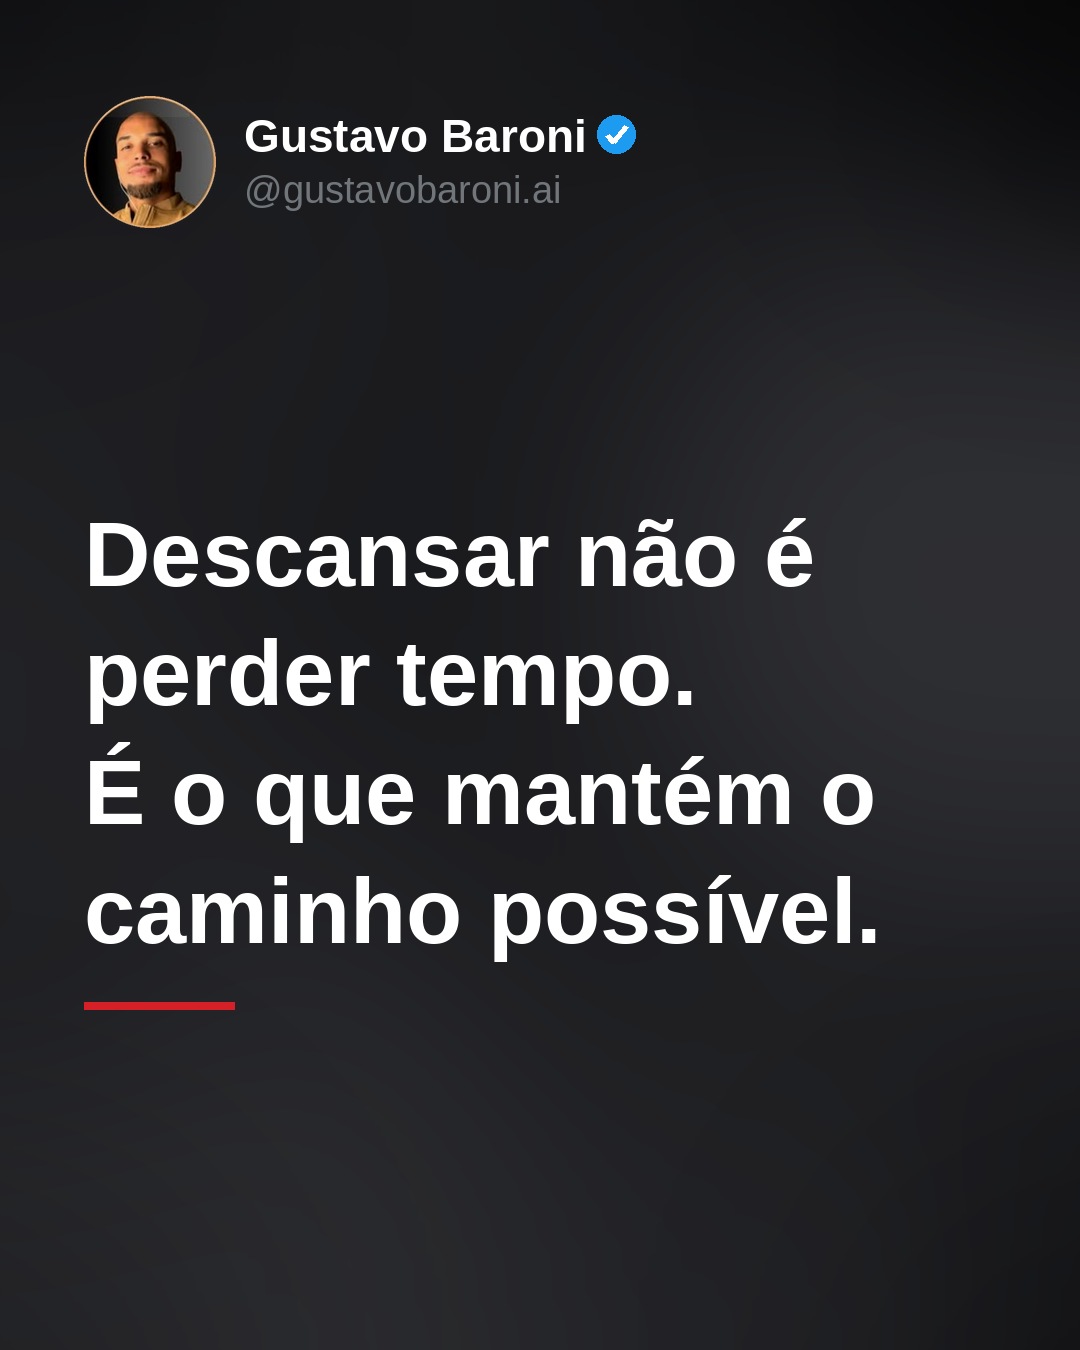 Gustavo Baroni
@gustavobaroni.ai
Descansar não é
perder tempo.
É o que mantém o
caminho possível.